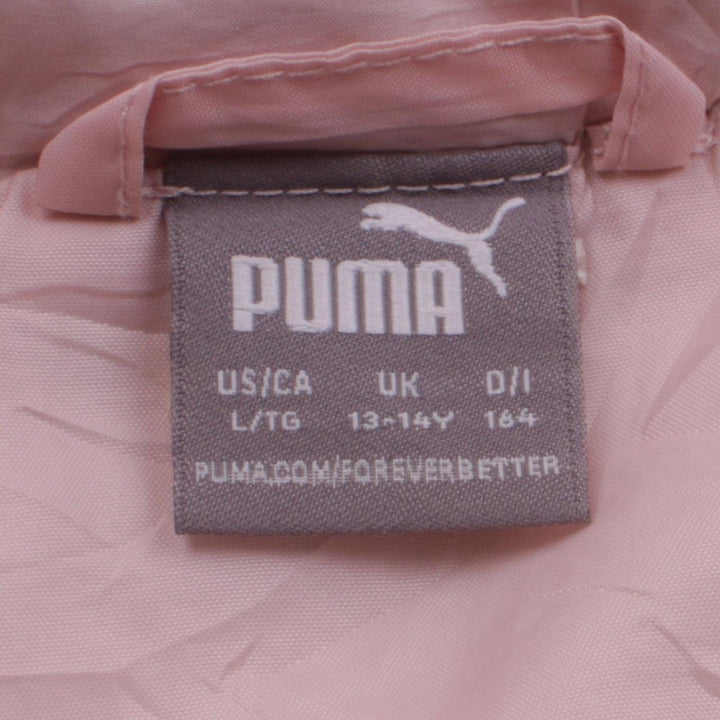 PUMA
US/CA UK D/I
L/TG 13-14Y 164
PUMA.COM/FOREVERBETTER